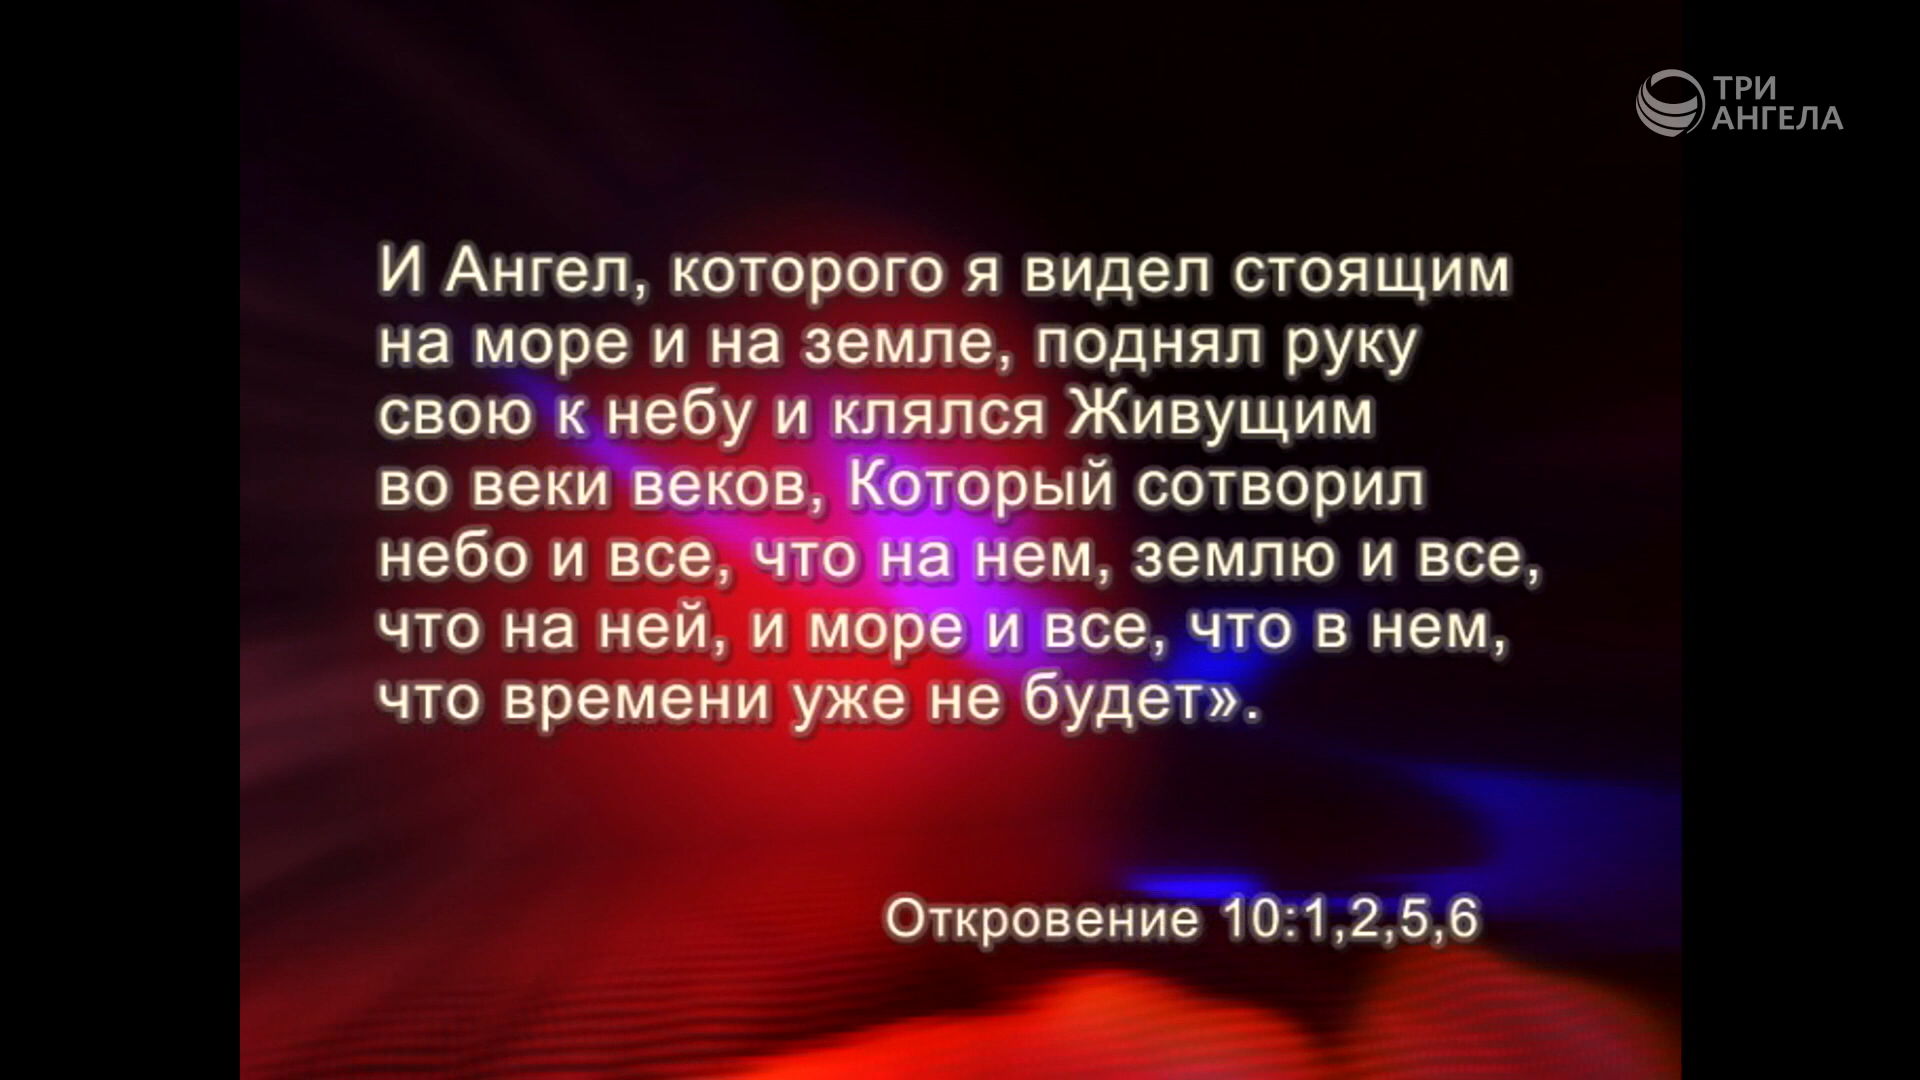 ТРИ
АНГЕЛА
И Ангел, которого я видел стоящим
на море и на земле, поднял руку
свою к небу и клялся Живущим
во веки веков, Который сотворил
небо и все, что на нем, землю и все,
что на ней, и море и все, что в нем,
что времени уже не будет».
Откровение 10:1,2,5,6